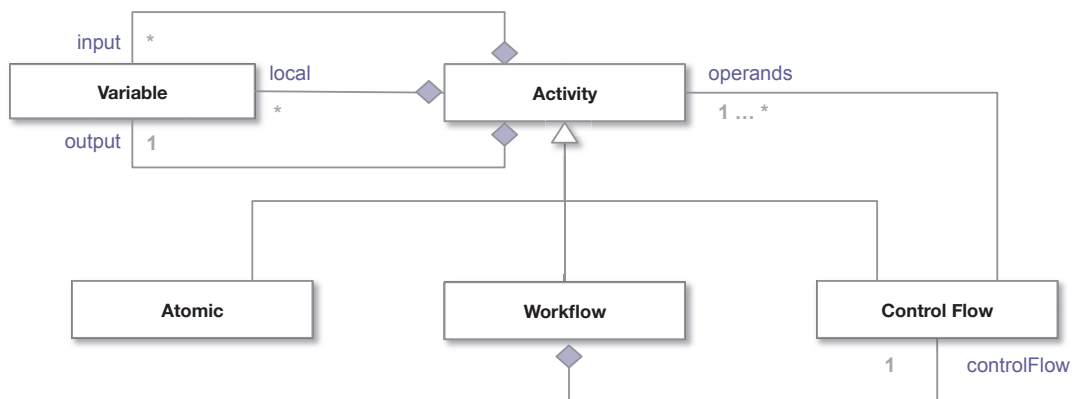 input *
local
operands
Variable
Activity
*
1 ... *
output 1
Atomic
Workflow
Control Flow
1 controlFlow